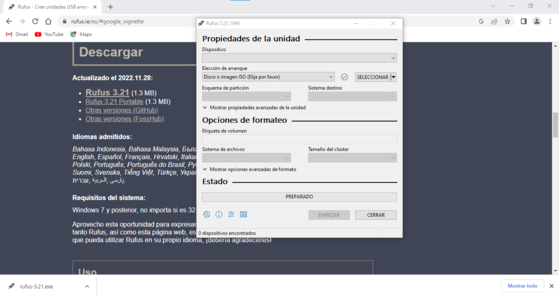 Rufus - Cree unidades USB
rufus.ie/es/#google_vignette
Gmail
YouTube
Maps
Descargar
Actualizado el 2022.11.28:
Rufus 3.21 (1.3 MB)
Rufus 3.21 Portable (1.3 MB)
Otras versiones (GitHub)
Otras versiones (FossHub)
Idiomas admitidos:
Bahasa Indonesia, Bahasa Malaysia,
English, Español, Français, Hrvatski,
Polski, Português, Português do Brasil,
Suomi, Svenska, Tiếng Việt, Türkçe,
Requisitos del sistema:
Windows 7 y posterior, no importa si es 32
Aprovecho esta oportunidad para expresar
tanto Rufus, así como esta página web, es
que pueda utilizar Rufus en su propio idioma, ¡debería agradecerles!
Uso
Rufus 3.21.1949
Propiedades de la unidad
Dispositivo
Elección de arranque
Disco o imagen ISO (Elija por favor)
SELECCIONAR
Esquema de partición
Sistema destino
Mostrar propiedades avanzadas de la unidad
Opciones de formateo
Etiqueta de volumen
Sistema de archivos
Tamaño del clúster
Mostrar opciones avanzadas de formato
Estado
PREPARADO
EMPEZAR
CERRAR
0 dispositivos encontrados
rufus-3.21.exe
Mostrar todo